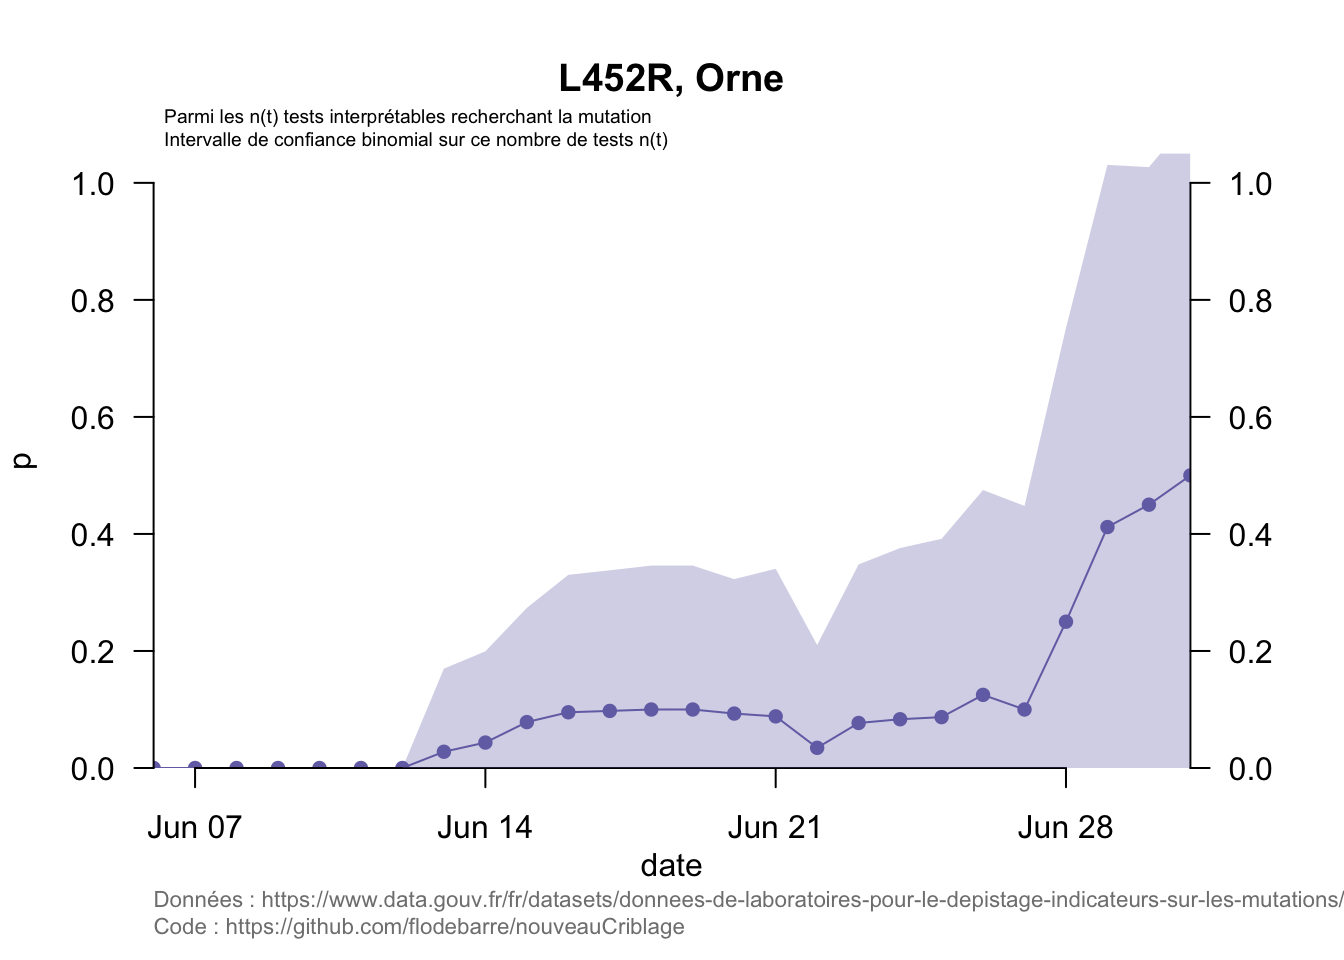 L452R, Orne
Parmi les n(t) tests interprétables recherchant la mutation
Intervalle de confiance binomial sur ce nombre de tests n(t)
1.0
0.8
0.6
0.4
0.2
0.0
p
1.0
0.8
0.6
0.4
0.2
0.0
Jun 07 Jun 14 Jun 21 Jun 28
date
Données : https://www.data.gouv.fr/fr/datasets/donnees-de-laboratoires-pour-le-depistage-indicateurs-sur-les-mutations/
Code : https://github.com/flodebarre/nouveauCriblage